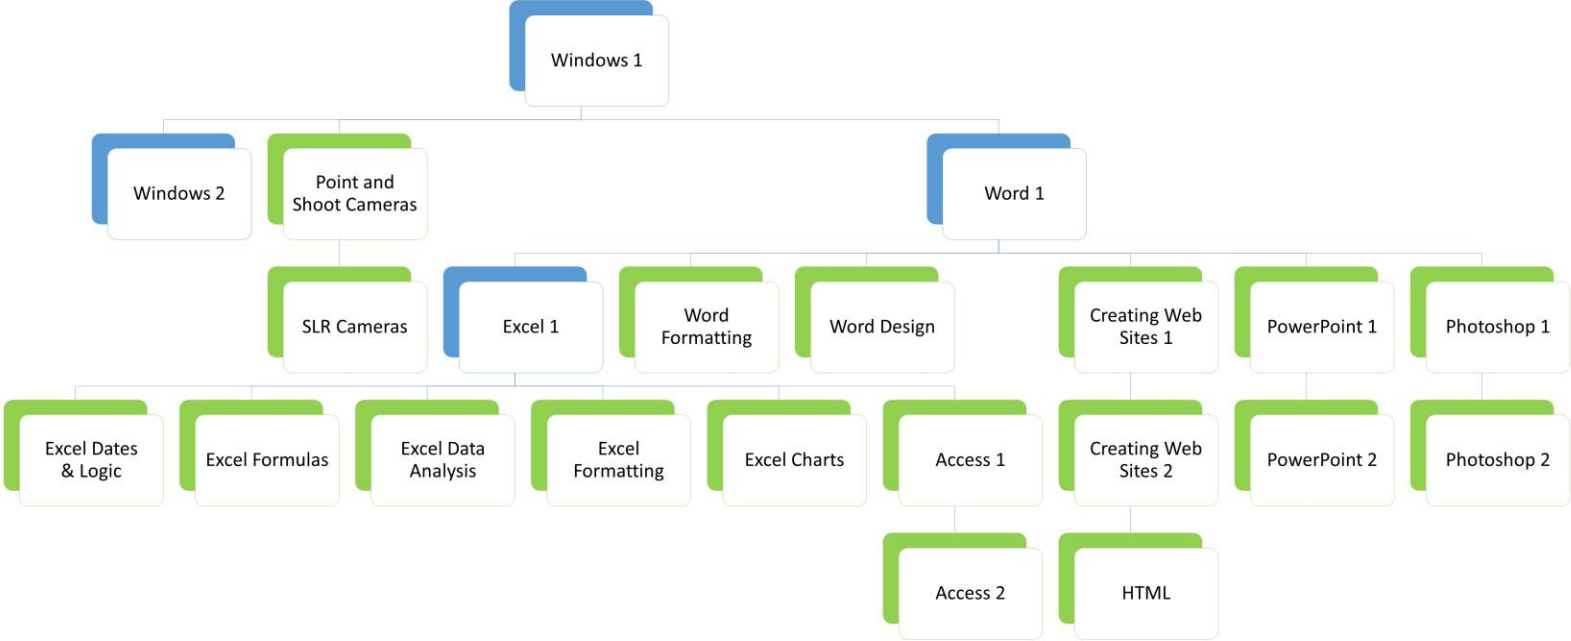 Windows 1
Windows 2
Point and
Shoot Cameras
Word 1
SLR Cameras
Excel 1
Word
Formatting
Word Design
Creating Web
Sites 1
PowerPoint 1
Photoshop 1
Excel Dates
& Logic
Excel Formulas
Excel Data
Analysis
Excel
Formatting
Excel Charts
Access 1
Creating Web
Sites 2
PowerPoint 2
Photoshop 2
Access 2
HTML